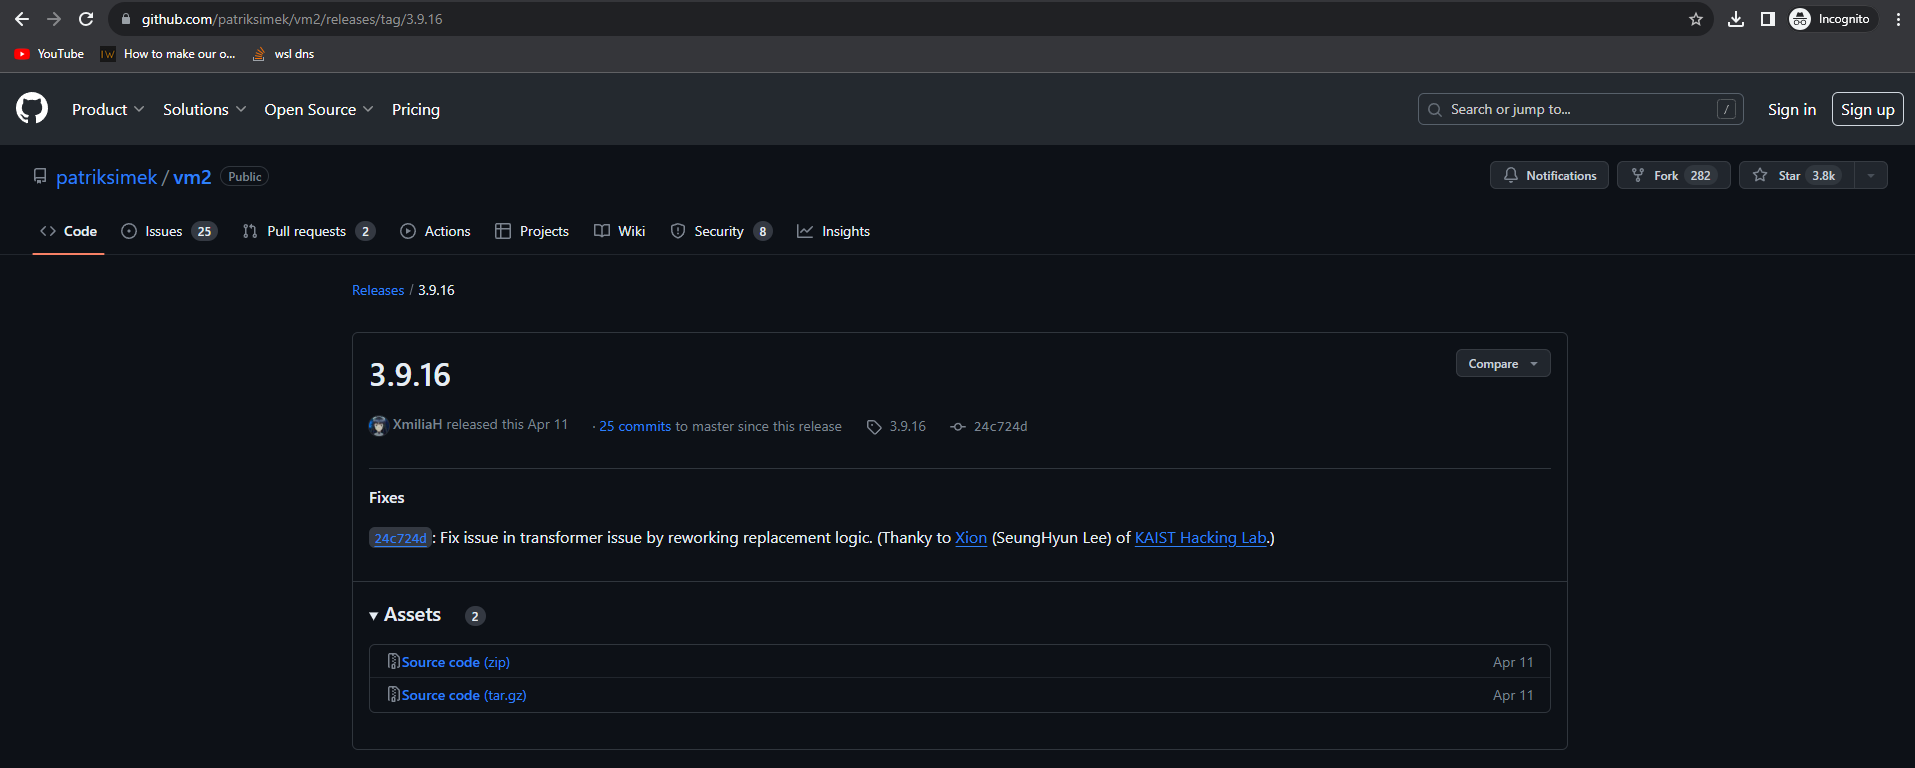 github.com/patriksimek/vm2/releases/tag/3.9.16
Incognito
YouTube How to make our o... wsl dns
Product Solutions Open Source Pricing Search or jump to... / Sign in Sign up
patriksimek / vm2 Public Notifications Fork 282 Star 3.8k
Code Issues 25 Pull requests 2 Actions Projects Wiki Security 8 Insights
Releases / 3.9.16
3.9.16 Compare
XmiliaH released this Apr 11 · 25 commits to master since this release 3.9.16 24c724d
Fixes
24c724d: Fix issue in transformer issue by reworking replacement logic. (Thanky to Xion (SeungHyun Lee) of KAIST Hacking Lab.)
Assets 2
Source code (zip) Apr 11
Source code (tar.gz) Apr 11